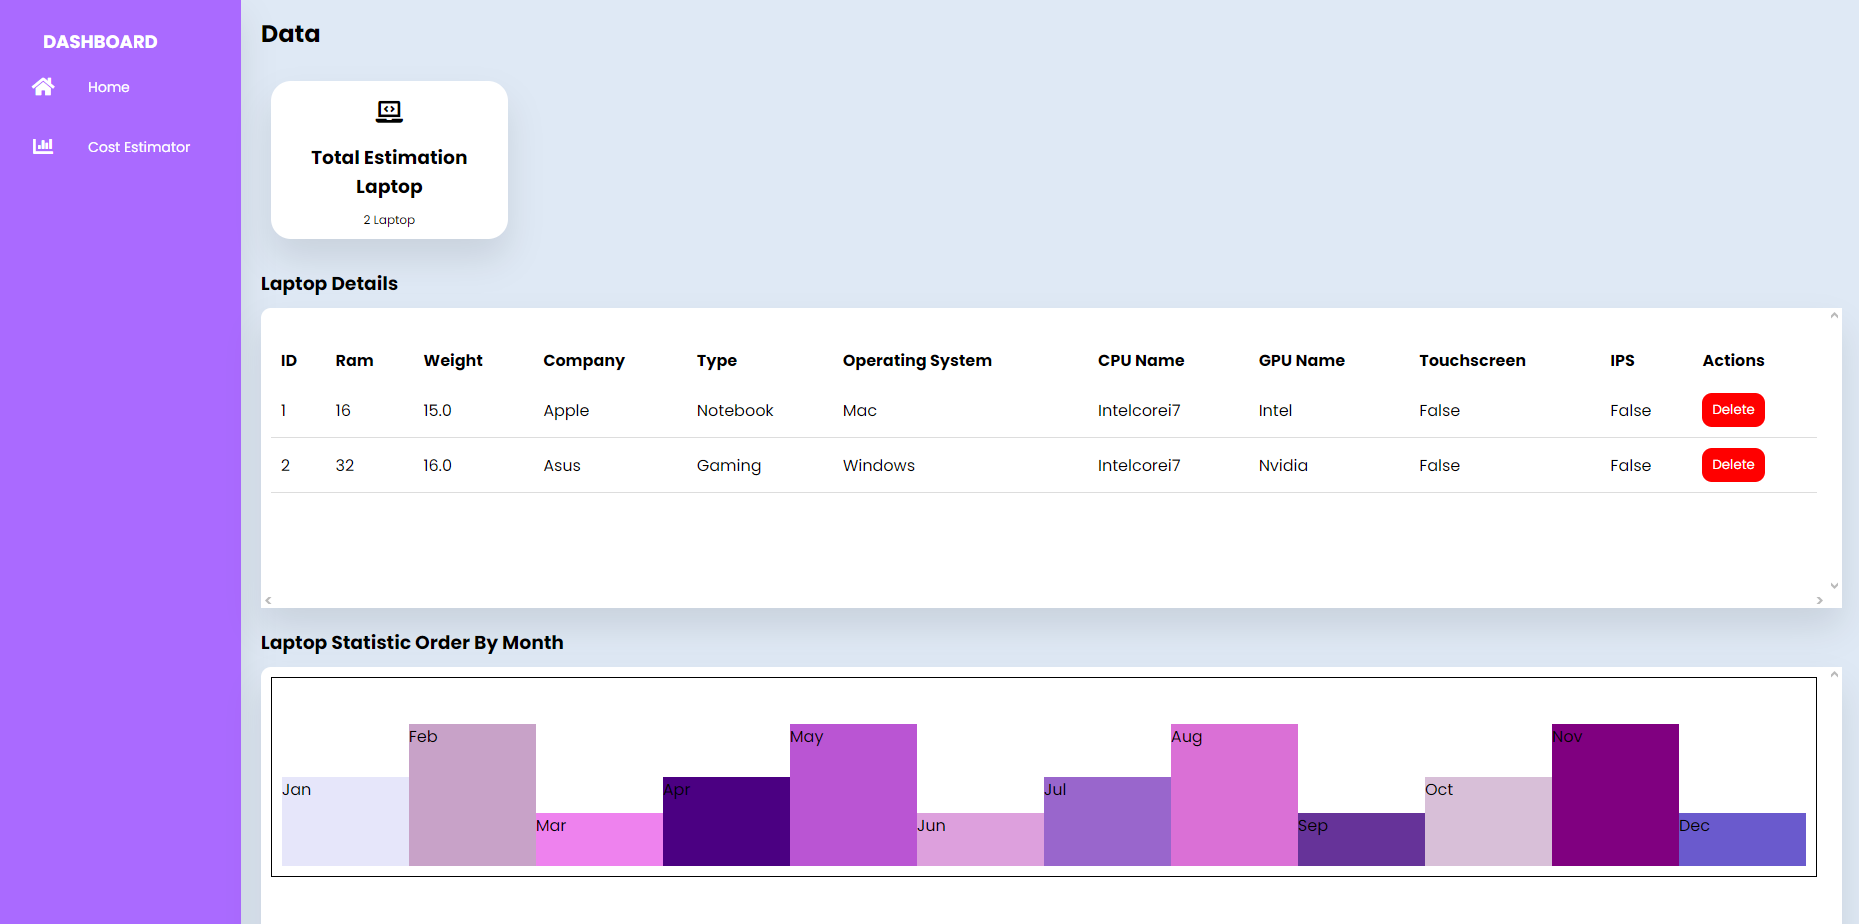 DASHBOARD
Home
Cost Estimator
Data
Total Estimation
Laptop
2 Laptop
Laptop Details
ID Ram Weight Company Type Operating System CPU Name GPU Name Touchscreen IPS Actions
1 16 15.0 Apple Notebook Mac Intelcorei7 Intel False False Delete
2 32 16.0 Asus Gaming Windows Intelcorei7 Nvidia False False Delete
Laptop Statistic Order By Month
Jan Feb Mar Apr May Jun Jul Aug Sep Oct Nov Dec